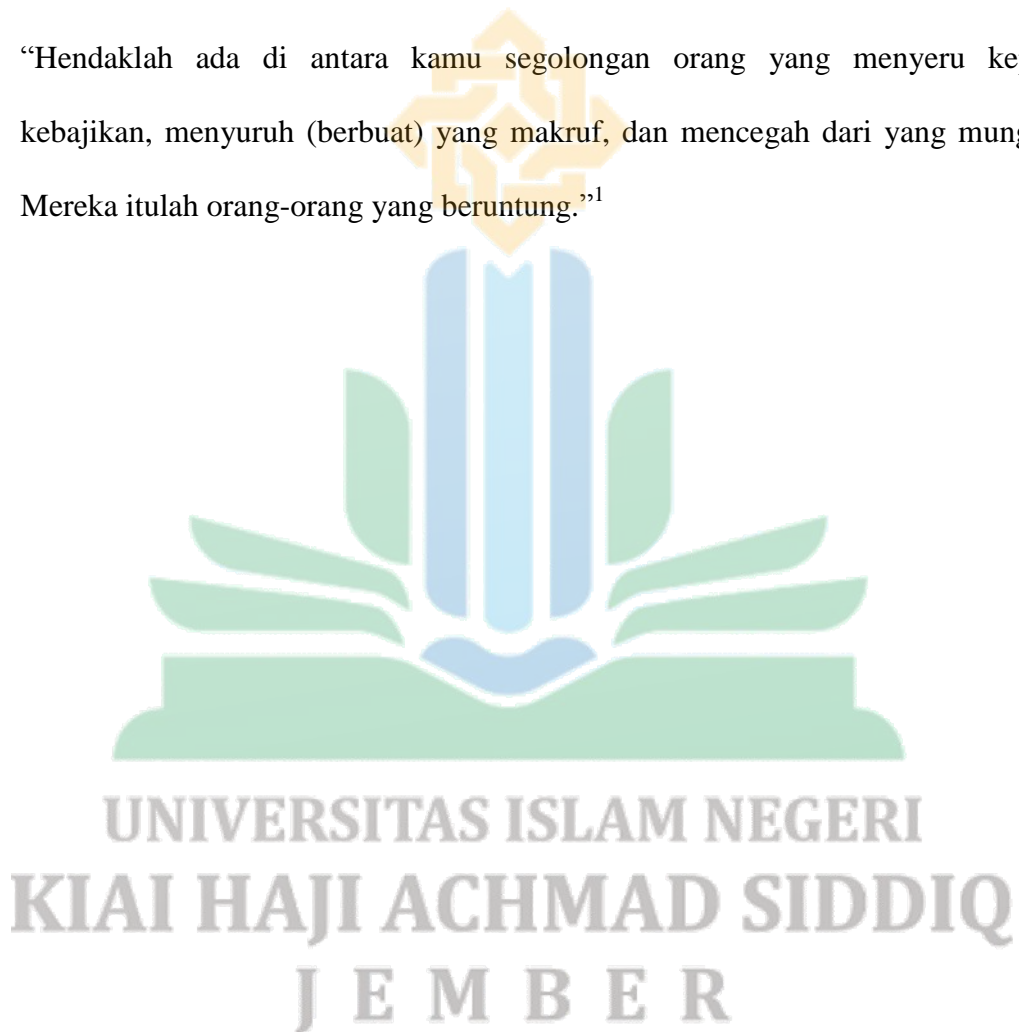 “Hendaklah ada di antara kamu segolongan orang yang menyeru
kebajikan, menyuruh (berbuat) yang makruf, dan mencegah dari yang
Mereka itulah orang-orang yang beruntung.”1
UNIVERSITAS ISLAM NEGERI
KIAI HAJI ACHMAD SIDDIQ
JEMBER